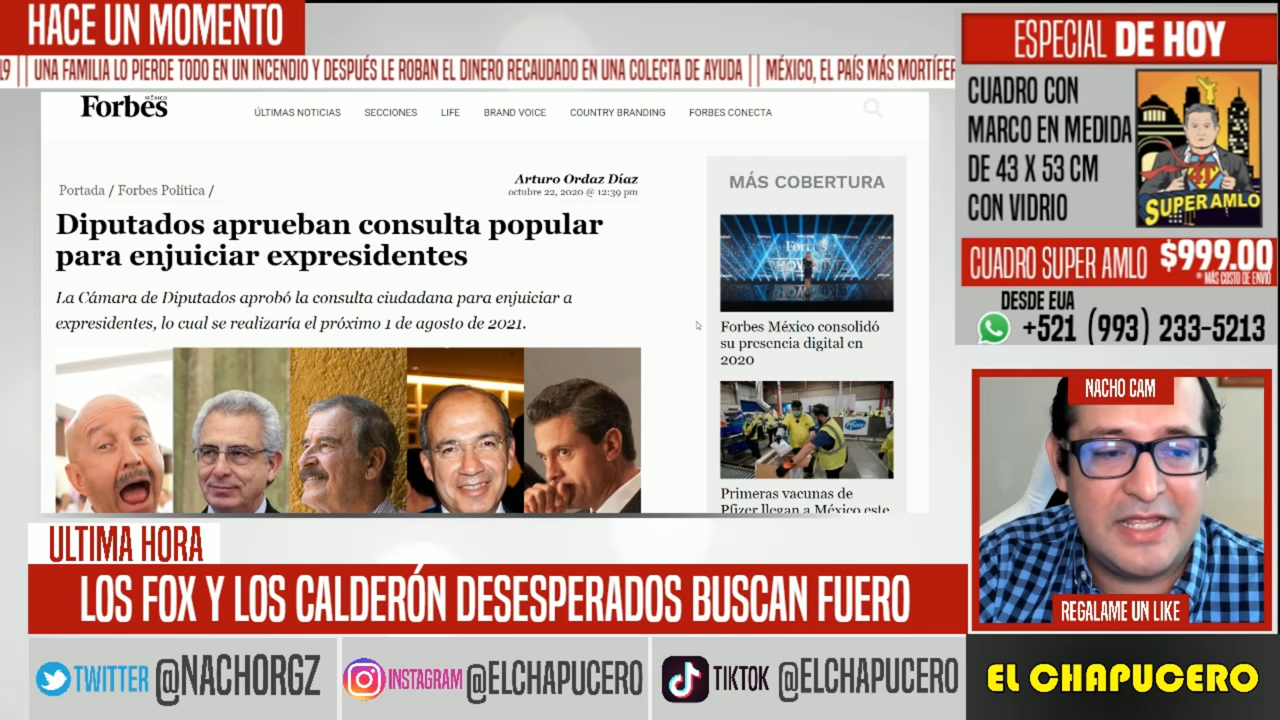 HACE UN MOMENTO
19 || UNA FAMILIA LO PIERDE TODO EN UN INCENDIO Y DESPUÉS LE ROBAN EL DINERO RECAUDADO EN UNA COLECTA DE AYUDA || MÉXICO, EL PAÍS MÁS
Forbes
MÉXICO
ÚLTIMAS NOTICIAS SECCIONES LIFE BRAND VOICE COUNTRY BRANDING FORBES CONECTA
Portada / Forbes Política /
Arturo Ordaz Díaz
octubre 22, 2020 @ 12:39 pm
Diputados aprueban consulta popular
para enjuiciar expresidentes
La Cámara de Diputados aprobó la consulta ciudadana para enjuiciar a
expresidentes, lo cual se realizaría el próximo 1 de agosto de 2021.
MÁS COBERTURA
Forbes
Forbes México consolidó
su presencia digital en
2020
Pfizer
Primeras vacunas de
Pfizer llegan a México este
ESPECIAL DE HOY
CUADRO CON
MARCO EN MEDIDA
DE 43 X 53 CM
CON VIDRIO
SUPER AMLO
CUADRO SUPER AMLO $999.00
* MÁS COSTO DE ENVIÓ
DESDE EUA
+521 (993) 233-5213
NACHO CAM
REGALAME UN LIKE
ULTIMA HORA
LOS FOX Y LOS CALDERÓN DESESPERADOS BUSCAN FUERO
TWITTER @NACHORGZ INSTAGRAM @ELCHAPUCERO TIKTOK @ELCHAPUCERO
EL CHAPUCERO